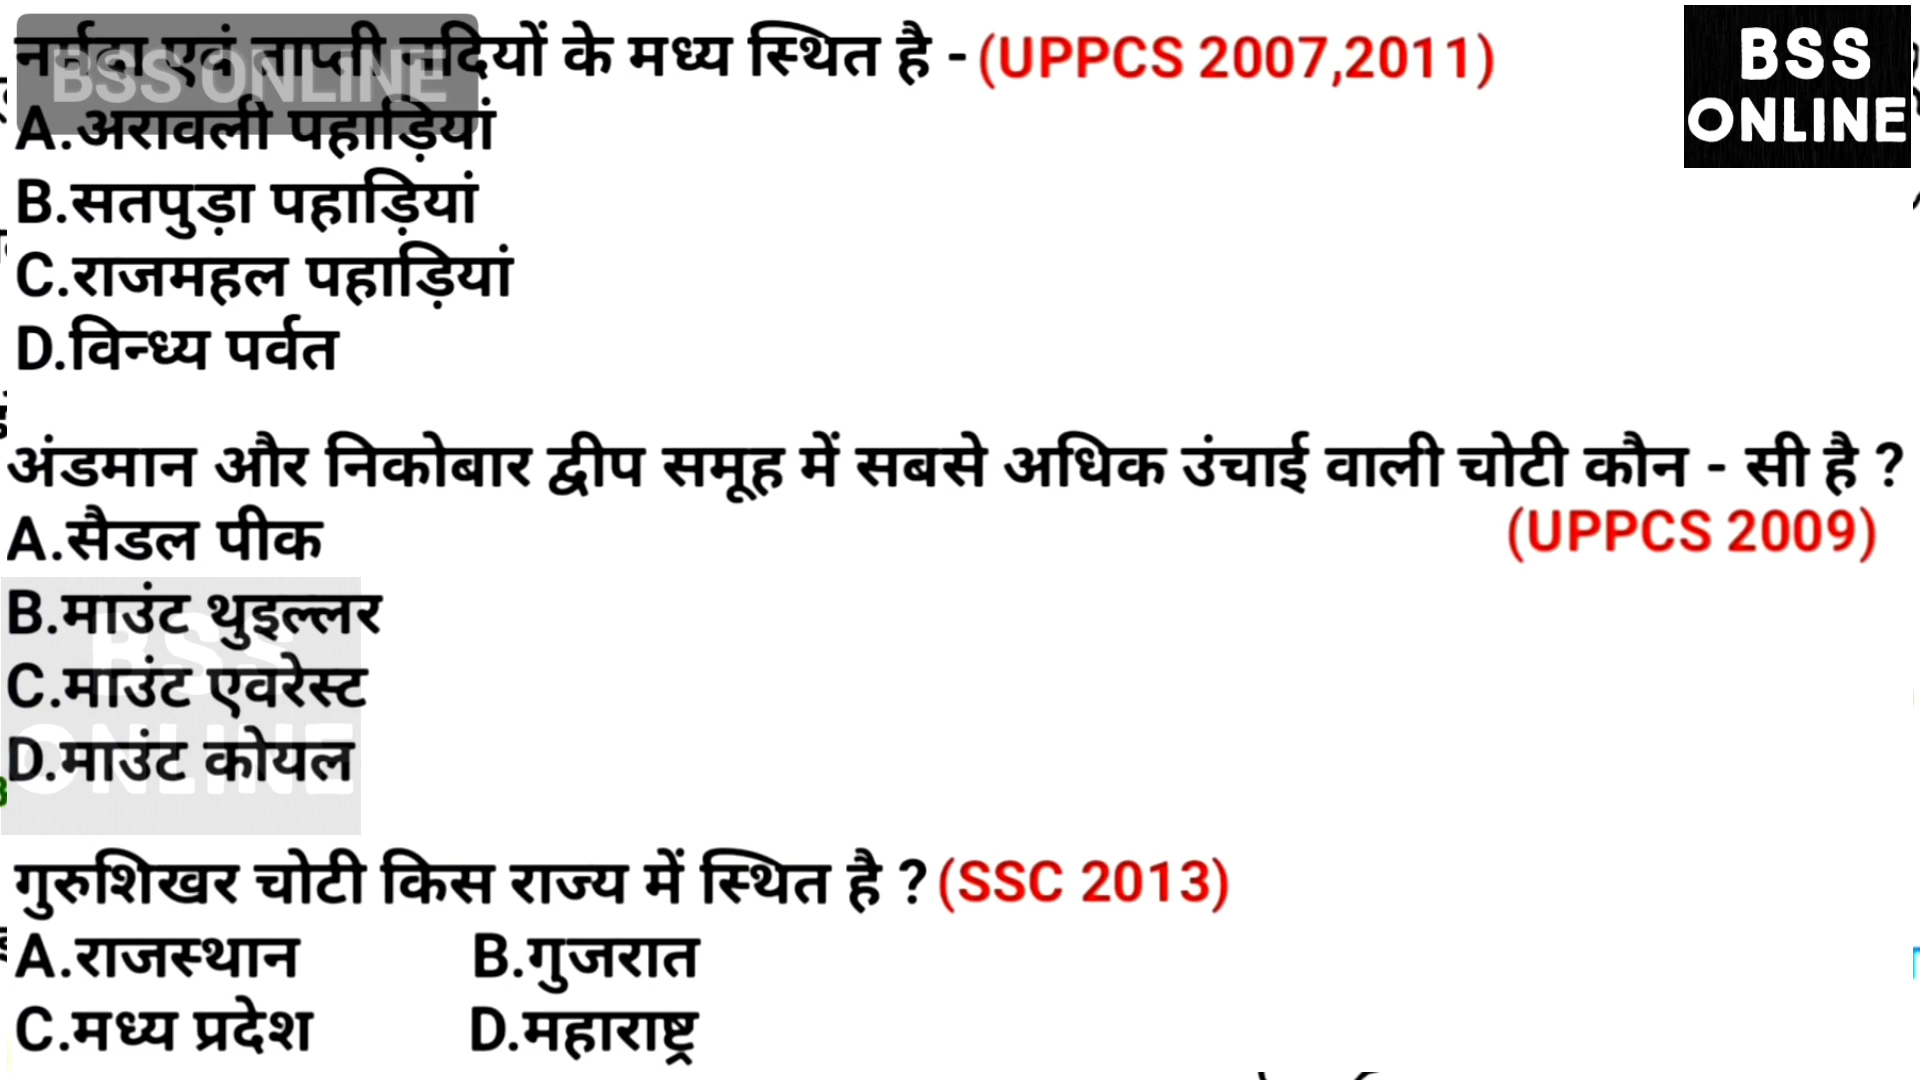 नर्मदा एवं ताप्ती नदियों के मध्य स्थित है - (UPPCS 2007,2011)
BSS ONLINE
BSS
ONLINE
A.अरावली पहाड़ियां
B.सतपुड़ा पहाड़ियां
C.राजमहल पहाड़ियां
D.विन्ध्य पर्वत
अंडमान और निकोबार द्वीप समूह में सबसे अधिक उंचाई वाली चोटी कौन - सी है ?
A.सैडल पीक (UPPCS 2009)
B.माउंट थुइल्लर
C.माउंट एवरेस्ट
D.माउंट कोयल
BSS
ONLINE
गुरुशिखर चोटी किस राज्य में स्थित है ? (SSC 2013)
A.राजस्थान B.गुजरात
C.मध्य प्रदेश D.महाराष्ट्र